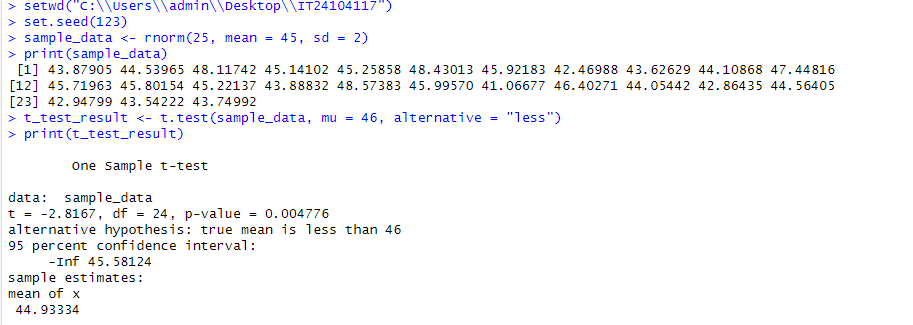 > setwd("C:\\Users\\admin\\Desktop\\IT24104117")
> set.seed(123)
> sample_data <- rnorm(25, mean = 45, sd = 2)
> print(sample_data)
 [1] 43.87905 44.53965 48.11742 45.14102 45.25858 48.43013 45.92183 42.46988 43.62629 44.10868 47.44816
[12] 45.71963 45.80154 45.22137 43.88832 48.57383 45.99570 41.06677 46.40271 44.05442 42.86435 44.56405
[23] 42.94799 43.54222 43.74992
> t_test_result <- t.test(sample_data, mu = 46, alternative = "less")
> print(t_test_result)
One Sample t-test
data:  sample_data
t = -2.8167, df = 24, p-value = 0.004776
alternative hypothesis: true mean is less than 46
95 percent confidence interval:
-Inf 45.58124
sample estimates:
mean of x
44.93334